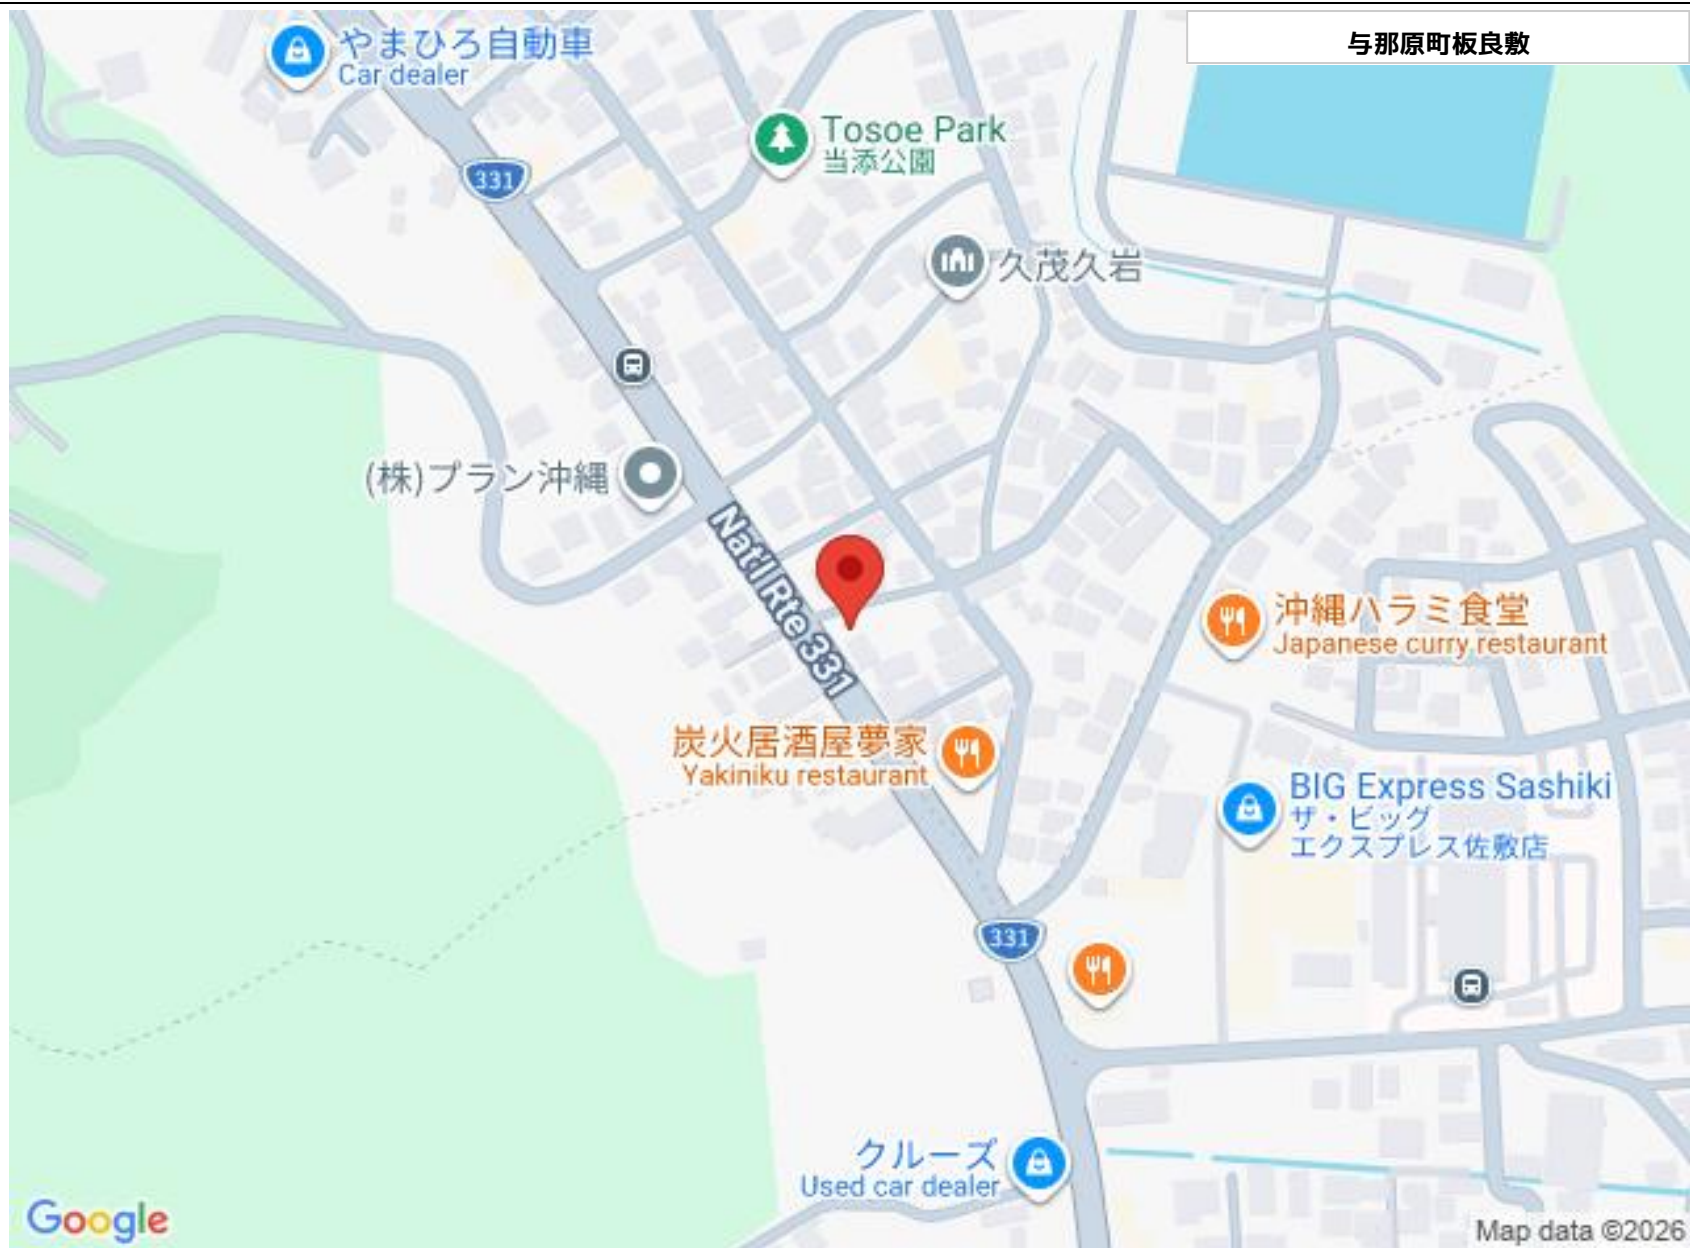 与那原町板良敷
やまひろ自動車
Car dealer
Tosoe Park
当添公園
331
久茂久岩
(株)プラン沖縄
Nat'l Rte 331
沖縄ハラミ食堂
Japanese curry restaurant
炭火居酒屋夢家
Yakiniku restaurant
BIG Express Sashiki
ザ・ビッグ
エクスプレス佐敷店
331
クルーズ
Used car dealer
Google
Map data ©2026